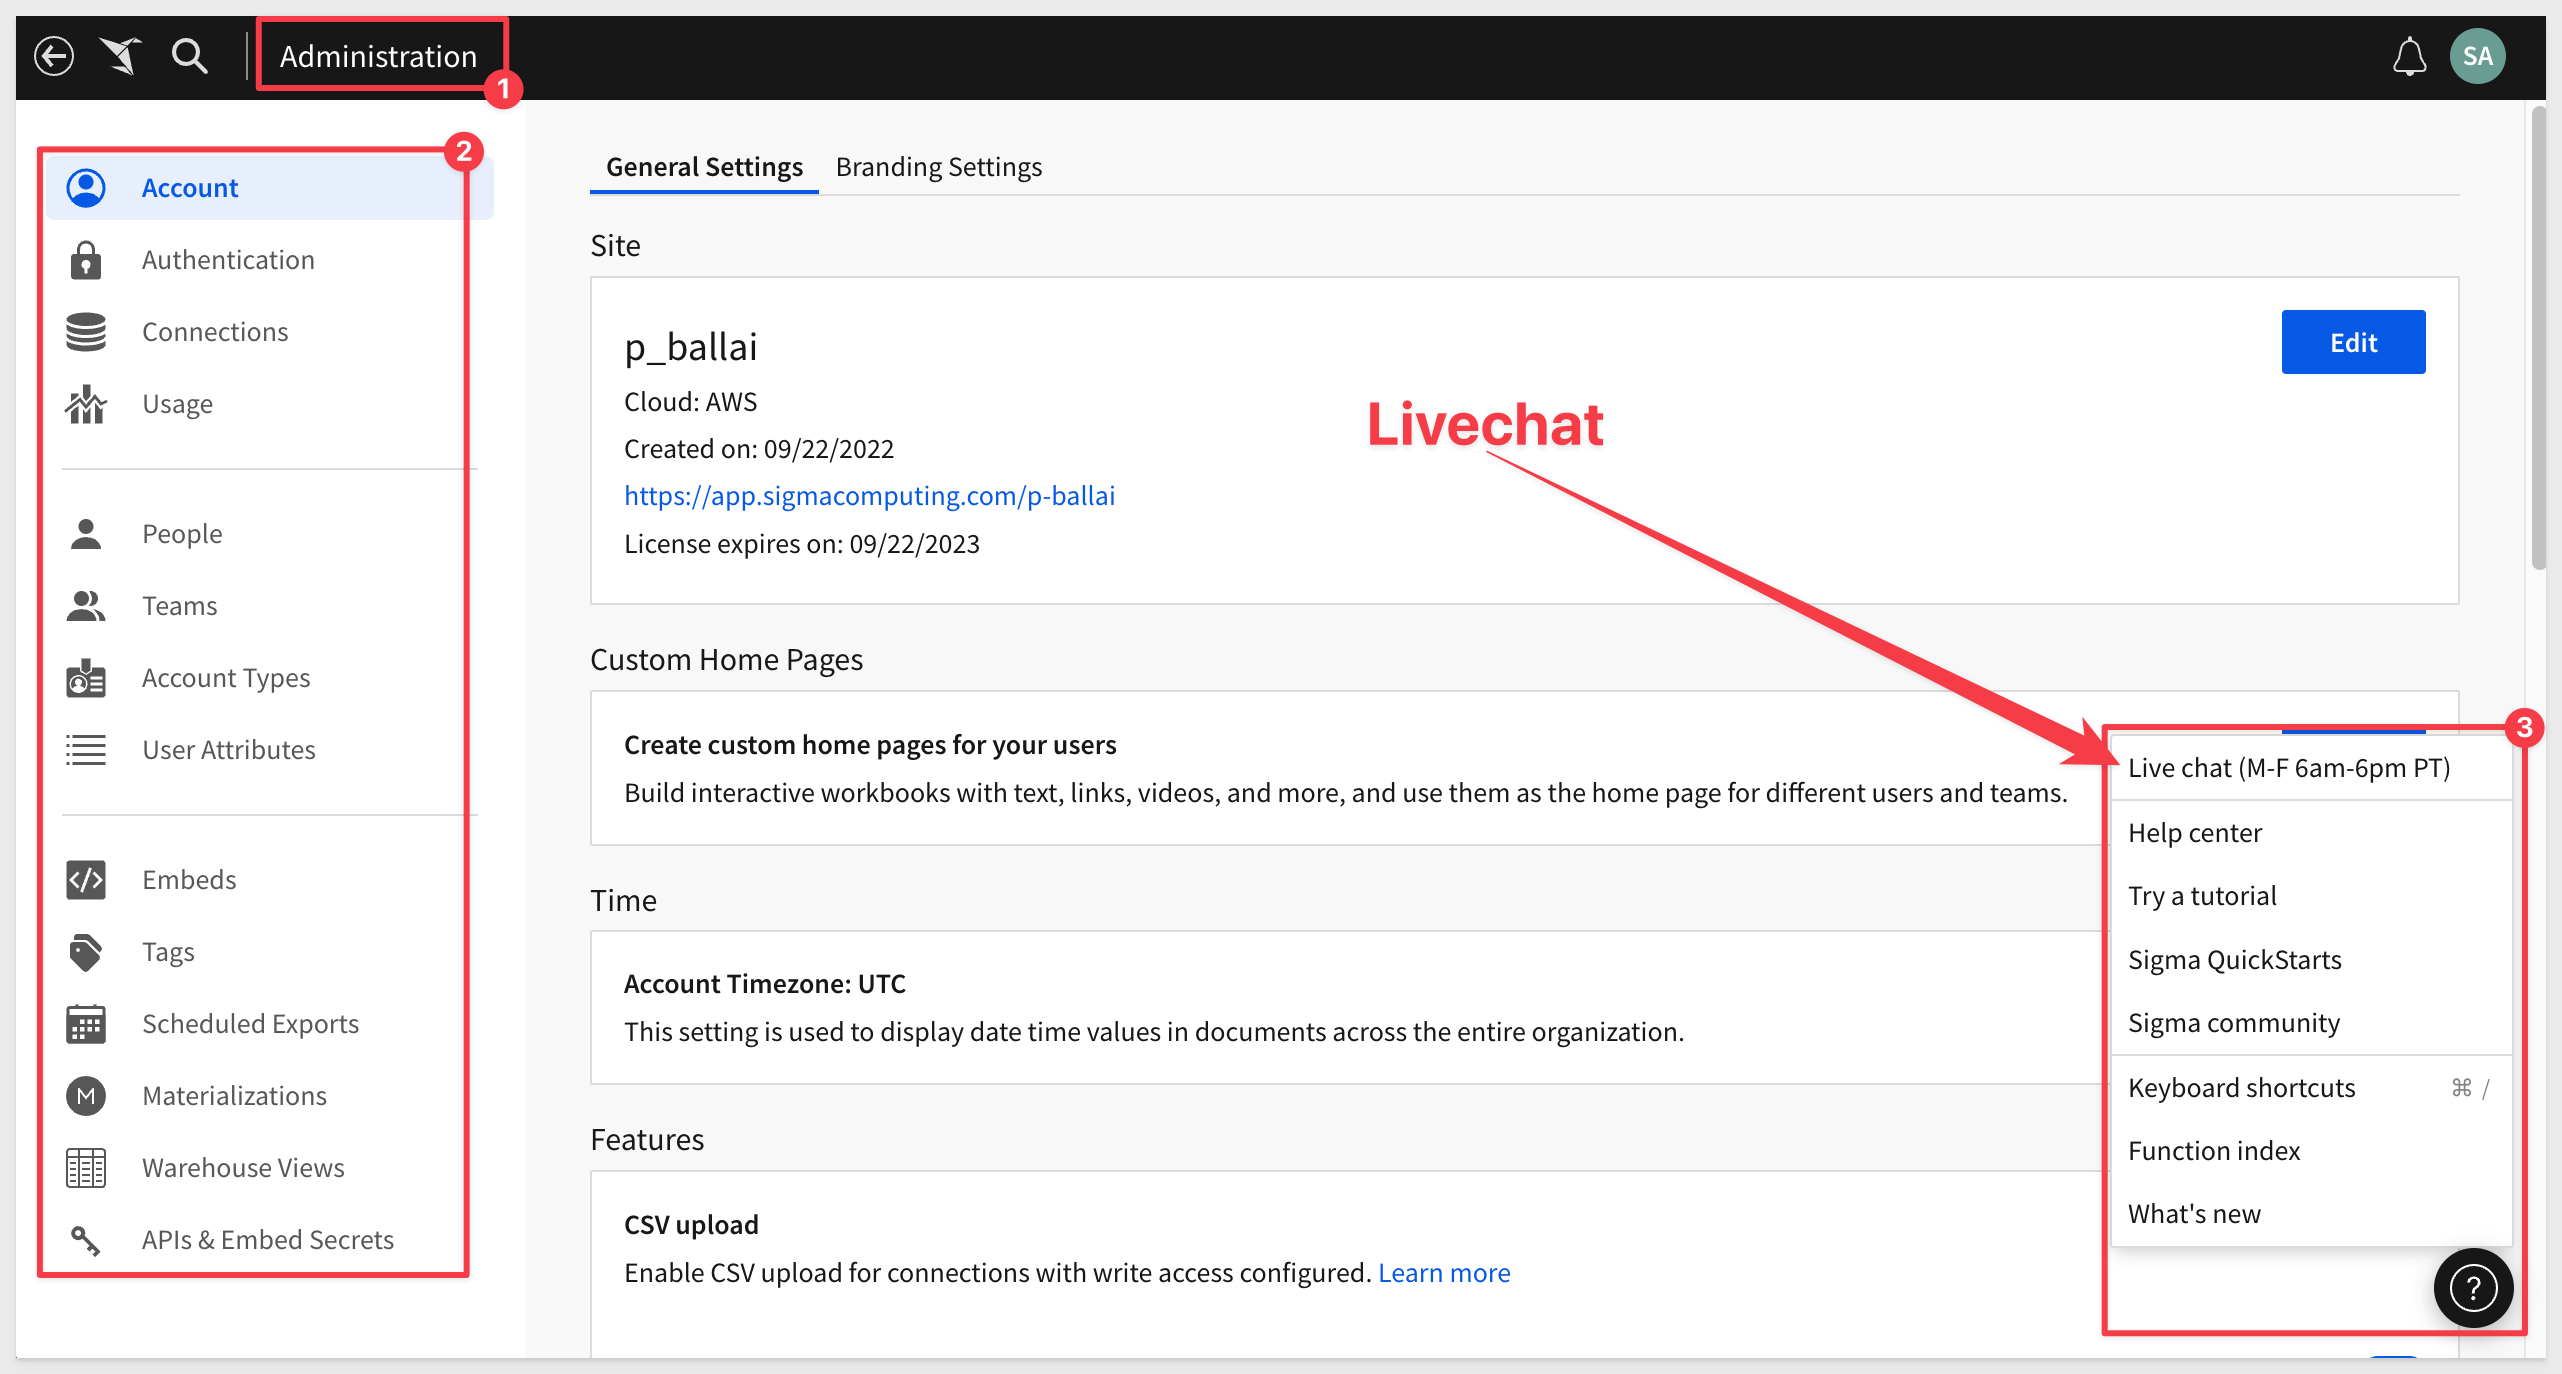 Administration
1
SA
2
Account
Authentication
Connections
Usage
People
Teams
Account Types
User Attributes
Embeds
Tags
Scheduled Exports
M
Materializations
Warehouse Views
APIs & Embed Secrets
General Settings
Branding Settings
Site
p_ballai
Edit
Cloud: AWS
Created on: 09/22/2022
https://app.sigmacomputing.com/p-ballai
License expires on: 09/22/2023
Livechat
Custom Home Pages
Create custom home pages for your users
Build interactive workbooks with text, links, videos, and more, and use them as the home page for different users and teams.
Time
Account Timezone: UTC
This setting is used to display date time values in documents across the entire organization.
Features
CSV upload
Enable CSV upload for connections with write access configured. Learn more
3
Live chat (M-F 6am-6pm PT)
Help center
Try a tutorial
Sigma QuickStarts
Sigma community
Keyboard shortcuts ⌘ /
Function index
What's new
?